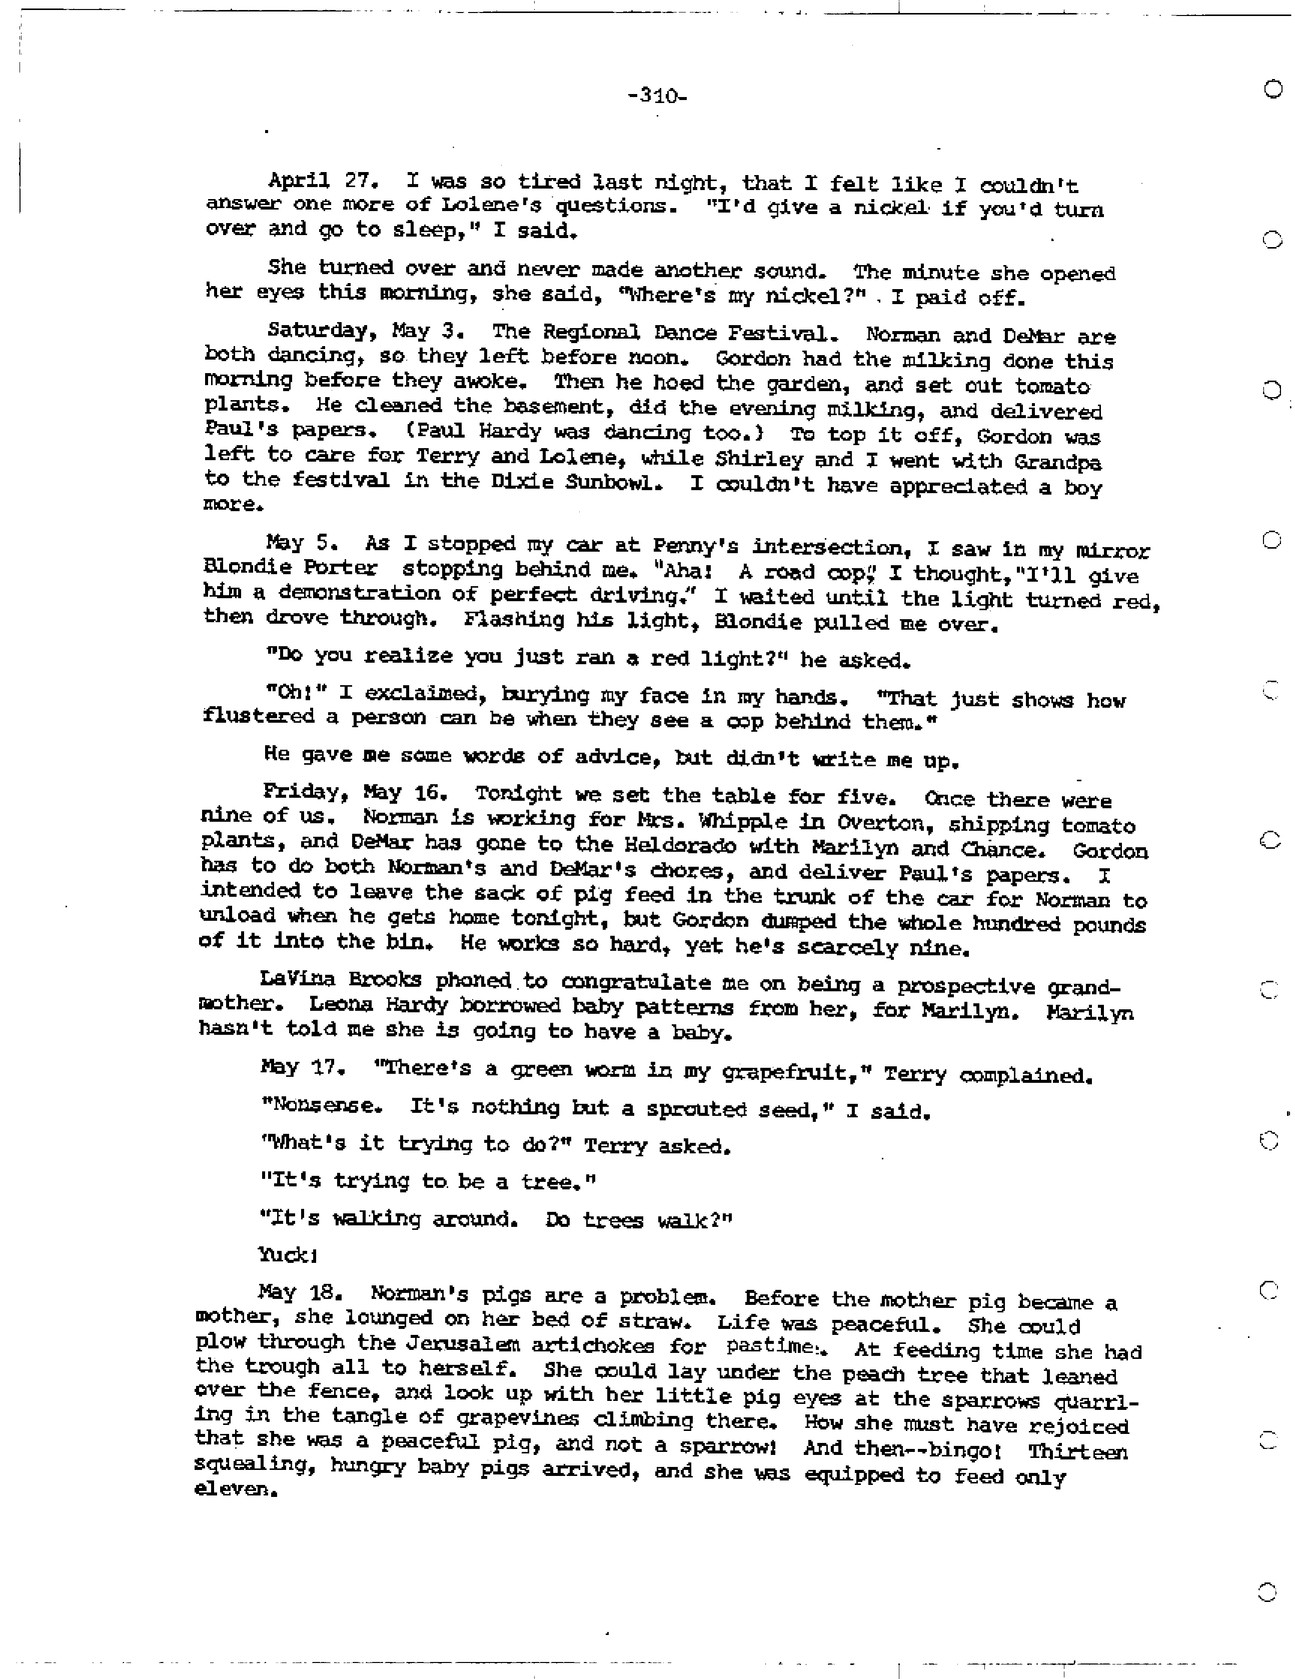 -310-
April 27. I was so tired last night, that I felt like I couldn't
answer one more of Lolene's questions. "I'd give a nickel if you'd turn
over and go to sleep," I said.
She turned over and never made another sound. The minute she opened
her eyes this morning, she said, "Where's my nickel?" I paid off.
Saturday, May 3. The Regional Dance Festival. Norman and DeMar are
both dancing, so they left before noon. Gordon had the milking done this
morning before they awoke. Then he hoed the garden, and set out tomato
plants. He cleaned the basement, did the evening milking, and delivered
Paul's papers. (Paul Hardy was dancing too.) To top it off, Gordon was
left to care for Terry and Lolene, while Shirley and I went with Grandpa
to the festival in the Dixie Sunbowl. I couldn't have appreciated a boy
more.
May 5. As I stopped my car at Penny's intersection, I saw in my mirror
Blondie Porter stopping behind me. "Aha! A road cop," I thought, "I'll give
him a demonstration of perfect driving." I waited until the light turned red,
then drove through. Flashing his light, Blondie pulled me over.
"Do you realize you just ran a red light?" he asked.
"Oh!" I exclaimed, burying my face in my hands. "That just shows how
flustered a person can be when they see a cop behind them."
He gave me some words of advice, but didn't write me up.
Friday, May 16. Tonight we set the table for five. Once there were
nine of us. Norman is working for Mrs. Whipple in Overton, shipping tomato
plants, and DeMar has gone to the Heldorado with Marilyn and Chance. Gordon
has to do both Norman's and DeMar's chores, and deliver Paul's papers. I
intended to leave the sack of pig feed in the trunk of the car for Norman to
unload when he gets home tonight, but Gordon dumped the whole hundred pounds
of it into the bin. He works so hard, yet he's scarcely nine.
LaVina Brooks phoned to congratulate me on being a prospective grand-
mother. Leona Hardy borrowed baby patterns from her, for Marilyn. Marilyn
hasn't told me she is going to have a baby.
May 17. "There's a green worm in my grapefruit," Terry complained.
"Nonsense. It's nothing but a sprouted seed," I said.
"What's it trying to do?" Terry asked.
"It's trying to be a tree."
"It's walking around. Do trees walk?"
Yuck!
May 18. Norman's pigs are a problem. Before the mother pig became a
mother, she lounged on her bed of straw. Life was peaceful. She could
plow through the Jerusalem artichokes for pastime. At feeding time she had
the trough all to herself. She could lay under the peach tree that leaned
over the fence, and look up with her little pig eyes at the sparrows quarrl-
ing in the tangle of grapevines climbing there. How she must have rejoiced
that she was a peaceful pig, and not a sparrow! And then--bingo! Thirteen
squealing, hungry baby pigs arrived, and she was equipped to feed only
eleven.